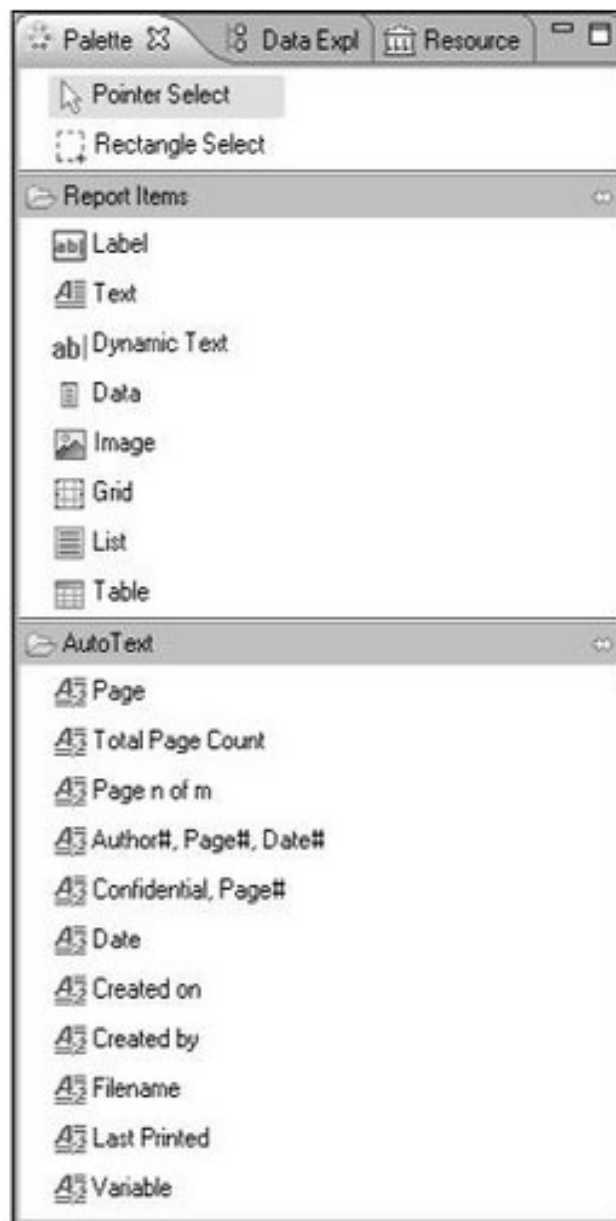 Palette Data Expl Resource
Pointer Select
Rectangle Select
Report Items
Label
Text
Dynamic Text
Data
Image
Grid
List
Table
AutoText
Page
Total Page Count
Page n of m
Author#, Page#, Date#
Confidential, Page#
Date
Created on
Created by
Filename
Last Printed
Variable